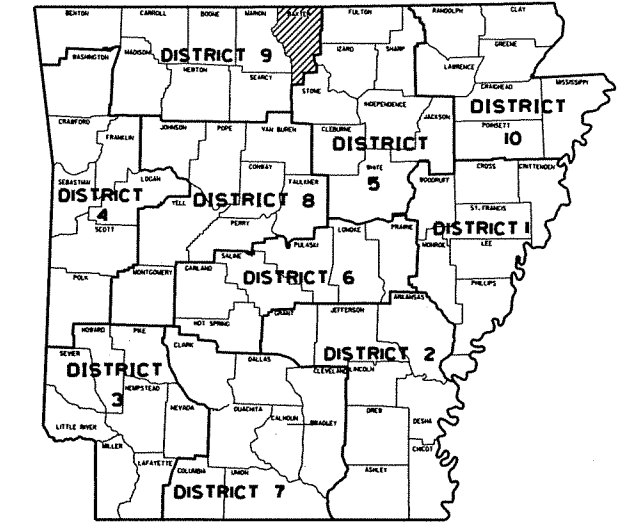 BENTON CARROLL BOONE MARION BAXTER FULTON RANDOLPH CLAY
WASHINGTON MADISON DISTRICT 9 IZARD SHARP GREENE
NEWTON SEARCY STONE LAWRENCE
CRAIGHEAD MISSISSIPPI
INDEPENDENCE DISTRICT
CRAWFORD FRANKLIN JOHNSON POPE VAN BUREN CLEBURNE JACKSON POINSETT
DISTRICT 10
CONWAY WHITE CROSS CRITTENDEN
SEBASTIAN LOGAN FAULKNER 5 WOODRUFF
DISTRICT YELL DISTRICT 8 ST. FRANCIS
4 PERRY DISTRICT 1
SCOTT PULASKI LONOKE PRAIRIE MONROE LEE
SALINE
POLK MONTGOMERY GARLAND DISTRICT 6 PHILLIPS
GRANT JEFFERSON ARKANSAS
HOWARD PIKE HOT SPRING
SEVIER CLARK DALLAS DISTRICT 2
DISTRICT CLEVELAND LINCOLN
3 HEMPSTEAD
NEVADA OUACHITA CALHOUN BRADLEY DREW DESHA
LITTLE RIVER
MILLER CHICOT
LAFAYETTE COLUMBIA UNION ASHLEY
DISTRICT 7